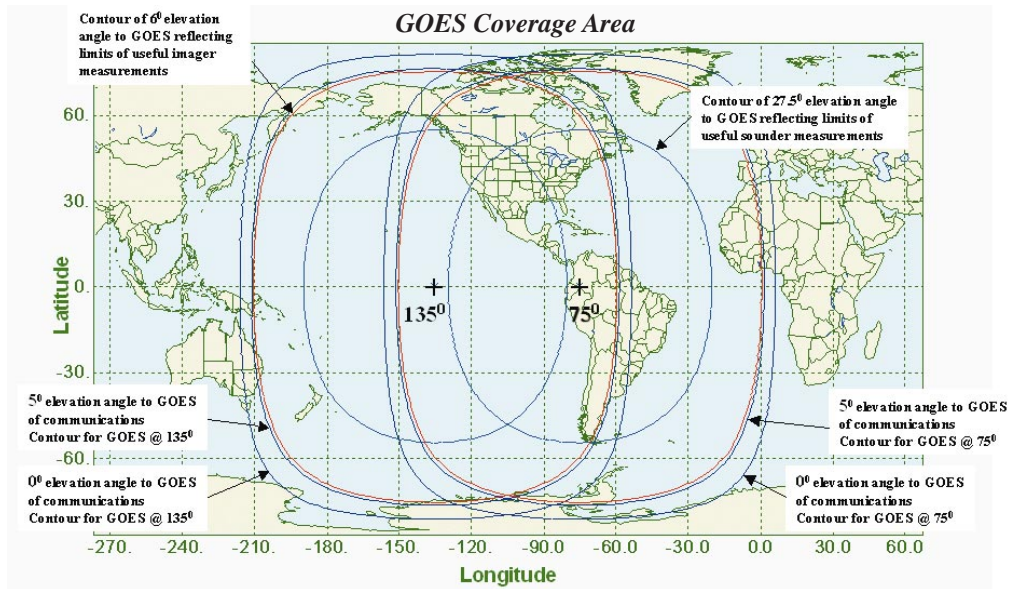 GOES Coverage Area
Contour of 6⁰ elevation
angle to GOES reflecting
limits of useful imager
measurements
Contour of 27.5⁰ elevation angle
to GOES reflecting limits of
useful sounder measurements
60.
30.
0.
-30.
-60.
Latitude
135⁰
75⁰
5⁰ elevation angle to GOES
of communications
Contour for GOES @ 135⁰
0⁰ elevation angle to GOES
of communications
Contour for GOES @ 135⁰
5⁰ elevation angle to GOES
of communications
Contour for GOES @ 75⁰
0⁰ elevation angle to GOES
of communications
Contour for GOES @ 75⁰
-270. -240. -210. -180. -150. -120. -90.0 -60.0 -30.0 0.0 30.0 60.0
Longitude